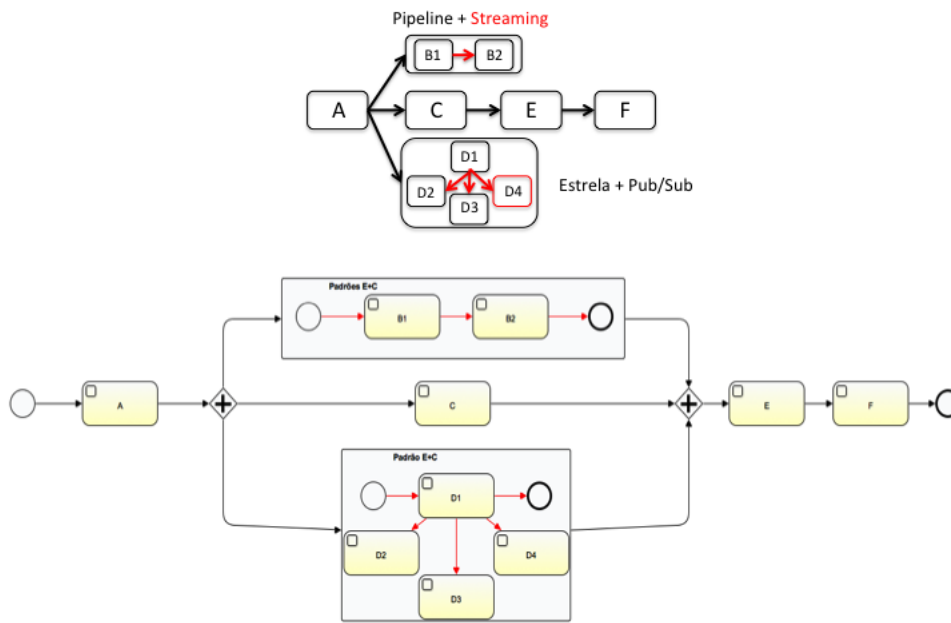 Pipeline + Streaming
B1 B2
A C E F
D1
D2 D4
D3
Estrela + Pub/Sub
Padrões E+C
B1 B2
A C E F
Padrão E+C
D1
D2 D4
D3